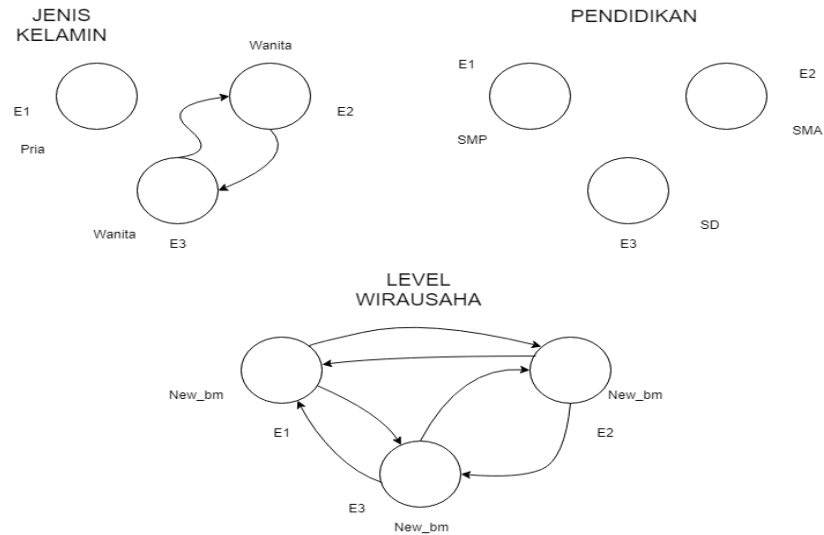 JENIS
KELAMIN
Wanita
E1
E2
Pria
Wanita
E3
PENDIDIKAN
E1
E2
SMP
SMA
SD
E3
LEVEL
WIRAUSAHA
New_bm
New_bm
E1
E2
E3
New_bm